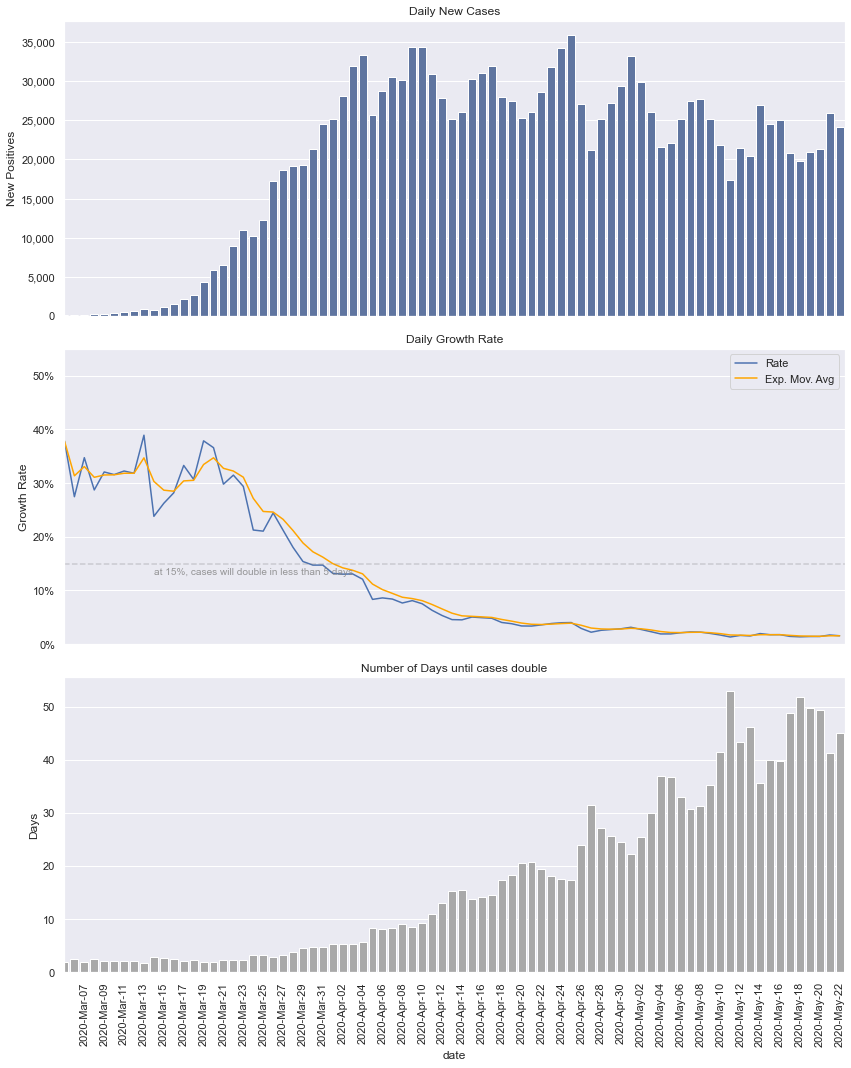 Daily New Cases
New Positives
35,000
30,000
25,000
20,000
15,000
10,000
5,000
0
Daily Growth Rate
Growth Rate
50%
40%
30%
20%
10%
0%
Rate
Exp. Mov. Avg
at 15%, cases will double in less than 5 days
Number of Days until cases double
Days
50
40
30
20
10
0
2020-Mar-07
2020-Mar-09
2020-Mar-11
2020-Mar-13
2020-Mar-15
2020-Mar-17
2020-Mar-19
2020-Mar-21
2020-Mar-23
2020-Mar-25
2020-Mar-27
2020-Mar-29
2020-Mar-31
2020-Apr-02
2020-Apr-04
2020-Apr-06
2020-Apr-08
2020-Apr-10
2020-Apr-12
2020-Apr-14
2020-Apr-16
2020-Apr-18
2020-Apr-20
2020-Apr-22
2020-Apr-24
2020-Apr-26
2020-Apr-28
2020-Apr-30
2020-May-02
2020-May-04
2020-May-06
2020-May-08
2020-May-10
2020-May-12
2020-May-14
2020-May-16
2020-May-18
2020-May-20
2020-May-22
date